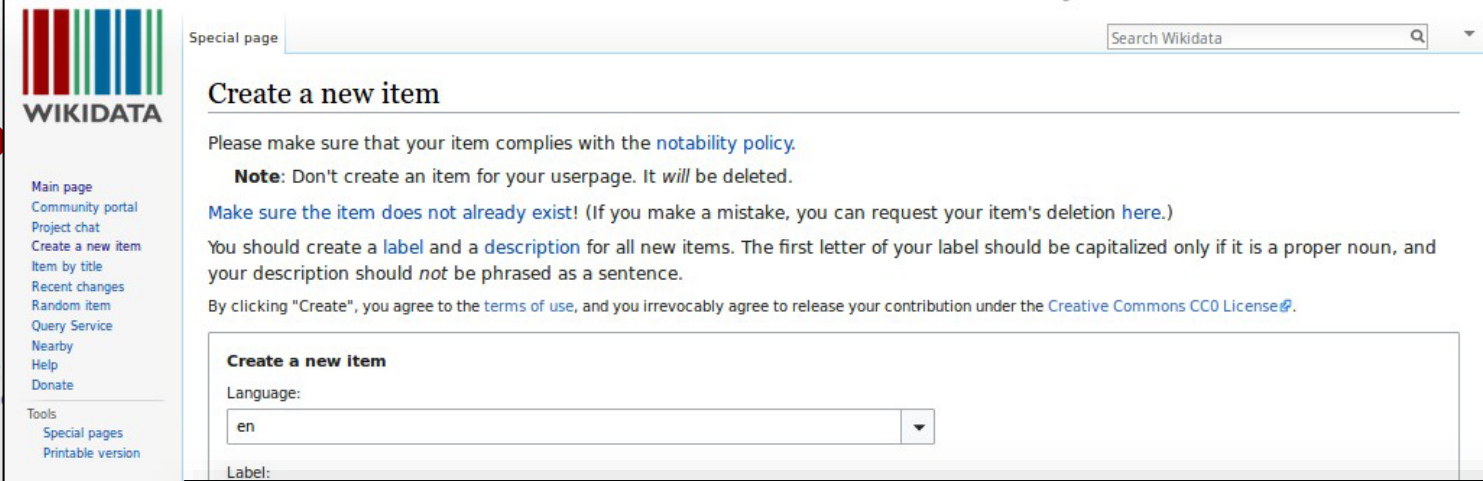 WIKIDATA
Main page
Community portal
Project chat
Create a new item
Item by title
Recent changes
Random item
Query Service
Nearby
Help
Donate
Tools
Special pages
Printable version
Special page
Search Wikidata
Create a new item
Please make sure that your item complies with the notability policy.
Note: Don't create an item for your userpage. It will be deleted.
Make sure the item does not already exist! (If you make a mistake, you can request your item's deletion here.)
You should create a label and a description for all new items. The first letter of your label should be capitalized only if it is a proper noun, and
your description should not be phrased as a sentence.
By clicking "Create", you agree to the terms of use, and you irrevocably agree to release your contribution under the Creative Commons CC0 License.
Create a new item
Language:
en
Label: